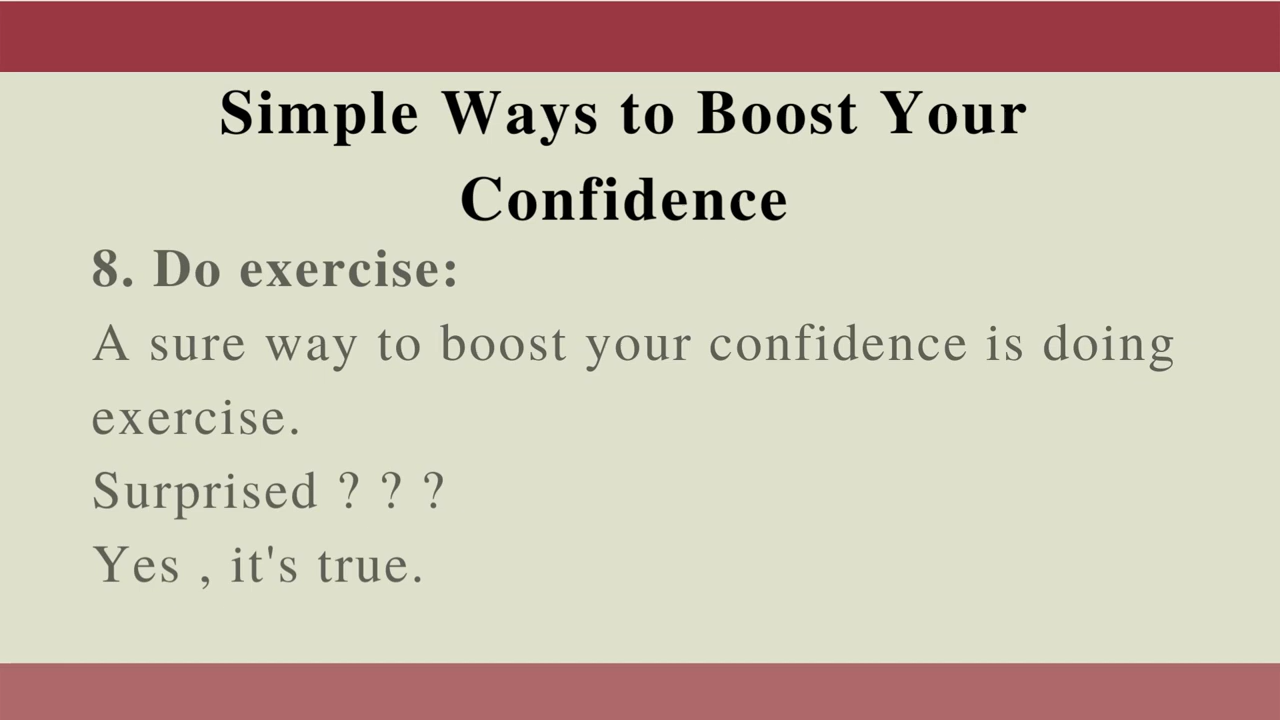 Simple Ways to Boost Your
Confidence
8. Do exercise:
A sure way to boost your confidence is doing
exercise.
Surprised ? ? ?
Yes , it's true.